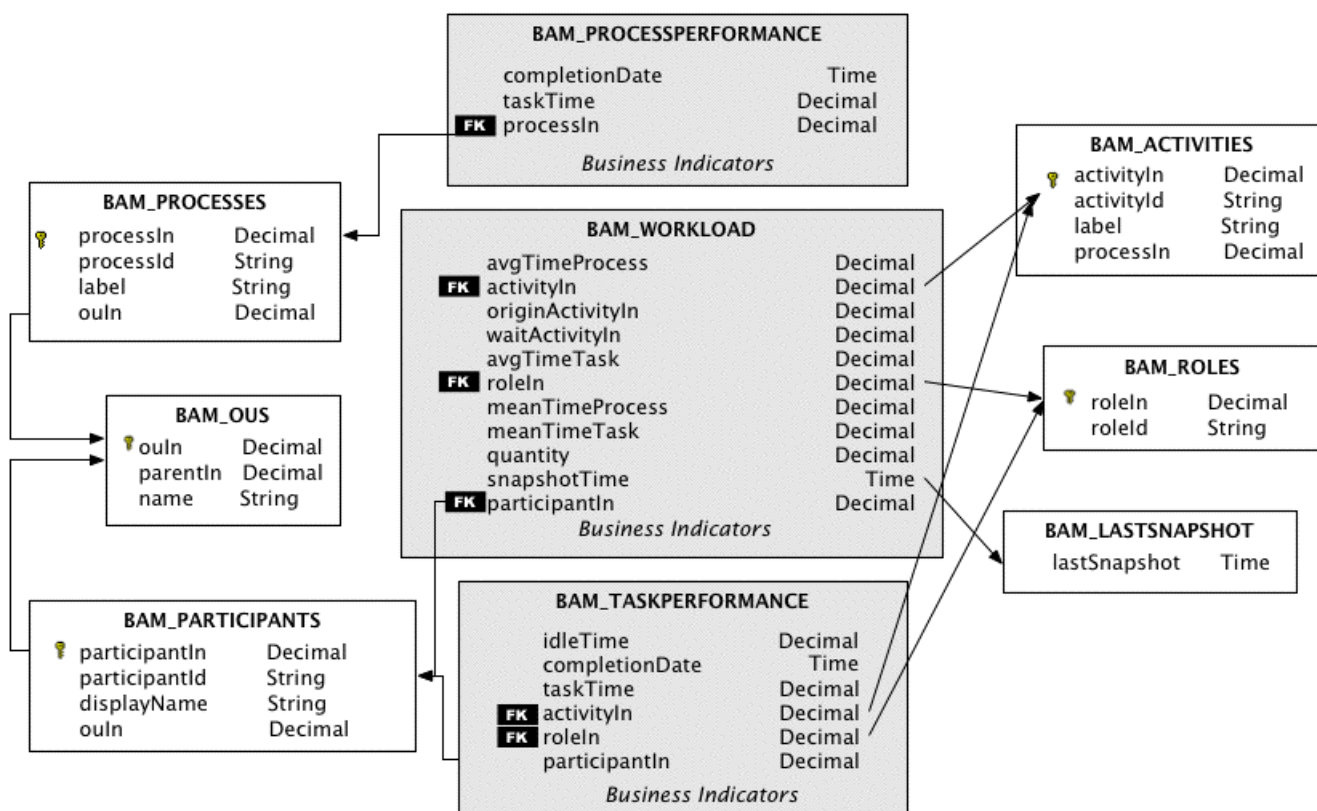 BAM_PROCESSPERFORMANCE
completionDate Time
taskTime Decimal
FK processIn Decimal
Business Indicators
BAM_PROCESSES
processIn Decimal
processId String
label String
ouIn Decimal
BAM_OUS
ouIn Decimal
parentIn Decimal
name String
BAM_PARTICIPANTS
participantIn Decimal
participantId String
displayName String
ouIn Decimal
BAM_WORKLOAD
avgTimeProcess Decimal
FK activityIn Decimal
originActivityIn Decimal
waitActivityIn Decimal
avgTimeTask Decimal
FK roleIn Decimal
meanTimeProcess Decimal
meanTimeTask Decimal
quantity Decimal
snapshotTime Time
FK participantIn Decimal
Business Indicators
BAM_TASKPERFORMANCE
idleTime Decimal
completionDate Time
taskTime Decimal
FK activityIn Decimal
FK roleIn Decimal
participantIn Decimal
Business Indicators
BAM_ACTIVITIES
activityIn Decimal
activityId String
label String
processIn Decimal
BAM_ROLES
roleIn Decimal
roleId String
BAM_LASTSNAPSHOT
lastSnapshot Time